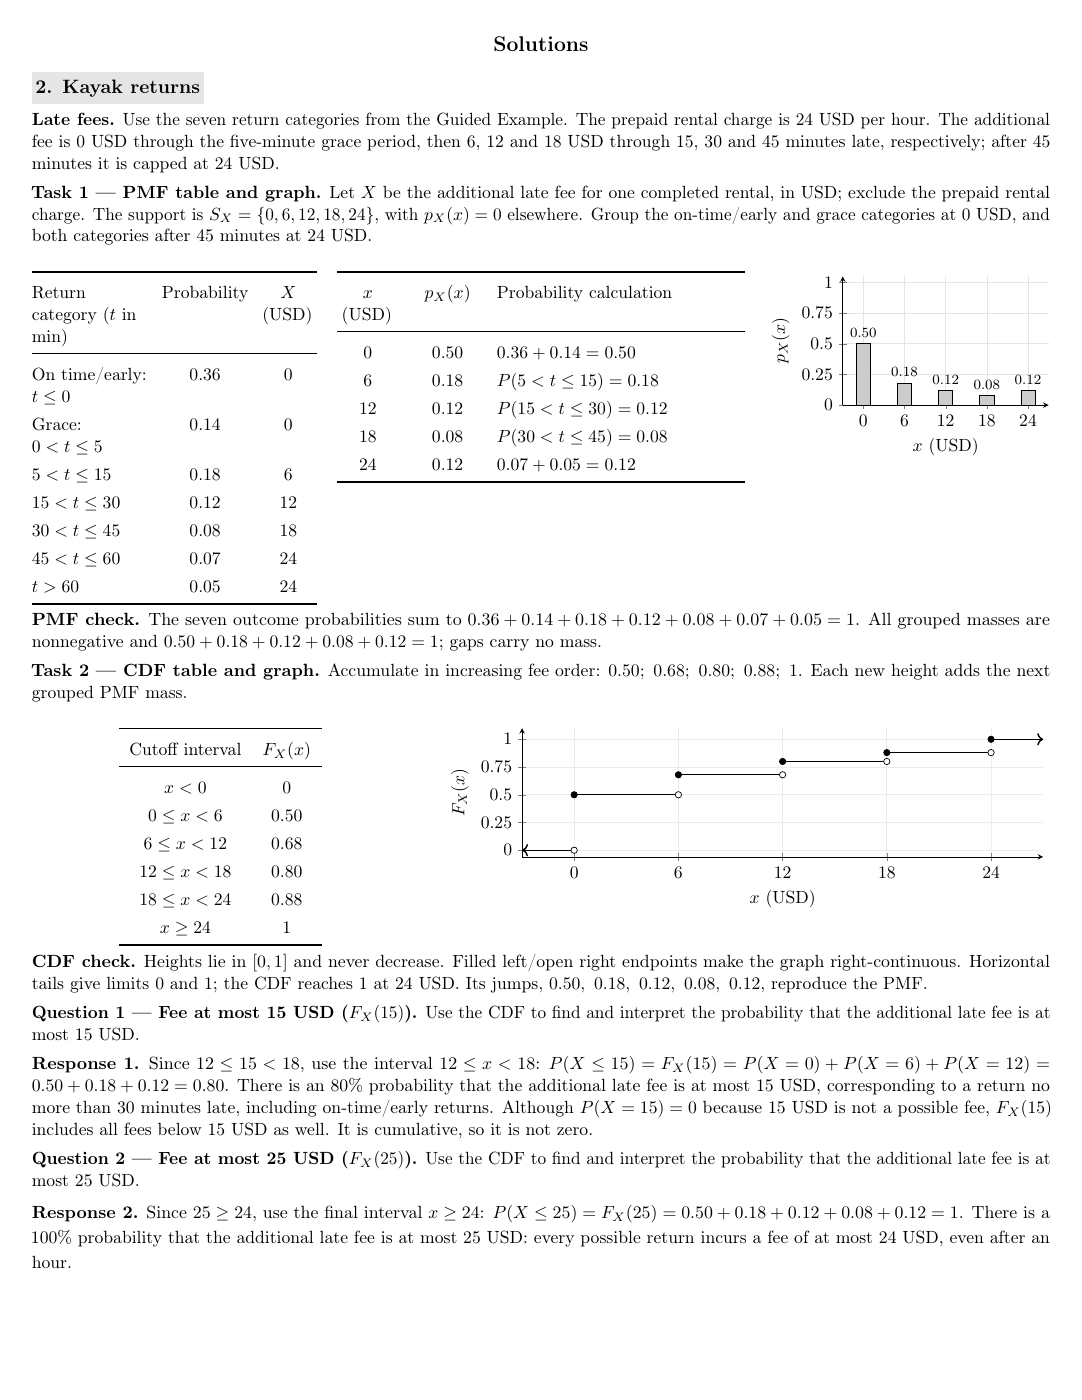 Solutions
2. Kayak returns
Late fees. Use the seven return categories from the Guided Example. The prepaid rental charge is 24 USD per hour. The additional
fee is 0 USD through the five-minute grace period, then 6, 12 and 18 USD through 15, 30 and 45 minutes late, respectively; after 45
minutes it is capped at 24 USD.
Task 1 — PMF table and graph. Let X be the additional late fee for one completed rental, in USD; exclude the prepaid rental
charge. The support is S_X = {0, 6, 12, 18, 24}, with p_X(x) = 0 elsewhere. Group the on-time/early and grace categories at 0 USD, and
both categories after 45 minutes at 24 USD.
Return Probability X
category (t in (USD)
min)
On time/early: 0.36 0
t ≤ 0
Grace: 0.14 0
0 < t ≤ 5
5 < t ≤ 15 0.18 6
15 < t ≤ 30 0.12 12
30 < t ≤ 45 0.08 18
45 < t ≤ 60 0.07 24
t > 60 0.05 24
x p_X(x) Probability calculation
(USD)
0 0.50 0.36 + 0.14 = 0.50
6 0.18 P(5 < t ≤ 15) = 0.18
12 0.12 P(15 < t ≤ 30) = 0.12
18 0.08 P(30 < t ≤ 45) = 0.08
24 0.12 0.07 + 0.05 = 0.12
p_X(x)
1
0.75
0.5
0.25
0
0.50 0.18 0.12 0.08 0.12
0 6 12 18 24
x (USD)
PMF check. The seven outcome probabilities sum to 0.36 + 0.14 + 0.18 + 0.12 + 0.08 + 0.07 + 0.05 = 1. All grouped masses are
nonnegative and 0.50 + 0.18 + 0.12 + 0.08 + 0.12 = 1; gaps carry no mass.
Task 2 — CDF table and graph. Accumulate in increasing fee order: 0.50; 0.68; 0.80; 0.88; 1. Each new height adds the next
grouped PMF mass.
Cutoff interval F_X(x)
x < 0 0
0 ≤ x < 6 0.50
6 ≤ x < 12 0.68
12 ≤ x < 18 0.80
18 ≤ x < 24 0.88
x ≥ 24 1
F_X(x)
1
0.75
0.5
0.25
0
0 6 12 18 24
x (USD)
CDF check. Heights lie in [0, 1] and never decrease. Filled left/open right endpoints make the graph right-continuous. Horizontal
tails give limits 0 and 1; the CDF reaches 1 at 24 USD. Its jumps, 0.50, 0.18, 0.12, 0.08, 0.12, reproduce the PMF.
Question 1 — Fee at most 15 USD (F_X(15)). Use the CDF to find and interpret the probability that the additional late fee is at
most 15 USD.
Response 1. Since 12 ≤ 15 < 18, use the interval 12 ≤ x < 18: P(X ≤ 15) = F_X(15) = P(X = 0) + P(X = 6) + P(X = 12) =
0.50 + 0.18 + 0.12 = 0.80. There is an 80% probability that the additional late fee is at most 15 USD, corresponding to a return no
more than 30 minutes late, including on-time/early returns. Although P(X = 15) = 0 because 15 USD is not a possible fee, F_X(15)
includes all fees below 15 USD as well. It is cumulative, so it is not zero.
Question 2 — Fee at most 25 USD (F_X(25)). Use the CDF to find and interpret the probability that the additional late fee is at
most 25 USD.
Response 2. Since 25 ≥ 24, use the final interval x ≥ 24: P(X ≤ 25) = F_X(25) = 0.50 + 0.18 + 0.12 + 0.08 + 0.12 = 1. There is a
100% probability that the additional late fee is at most 25 USD: every possible return incurs a fee of at most 24 USD, even after an
hour.